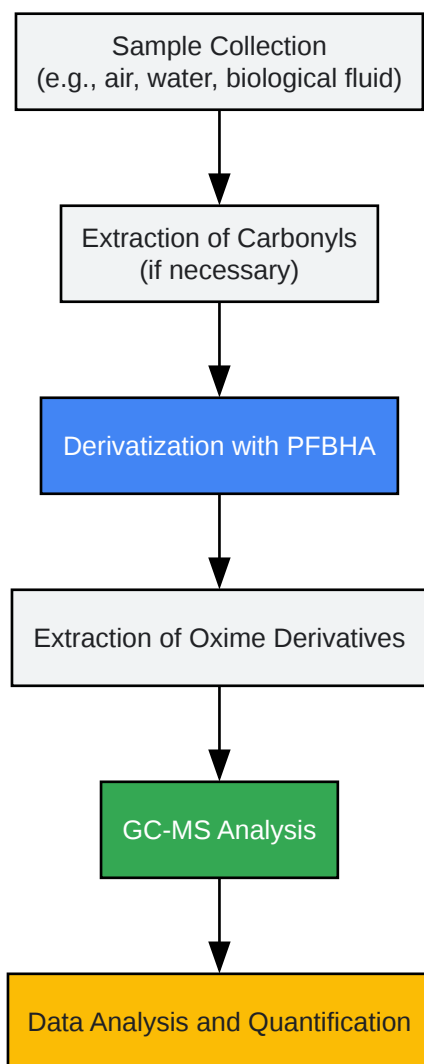 Sample Collection
(e.g., air, water, biological fluid)
Extraction of Carbonyls
(if necessary)
Derivatization with PFBHA
Extraction of Oxime Derivatives
GC-MS Analysis
Data Analysis and Quantification